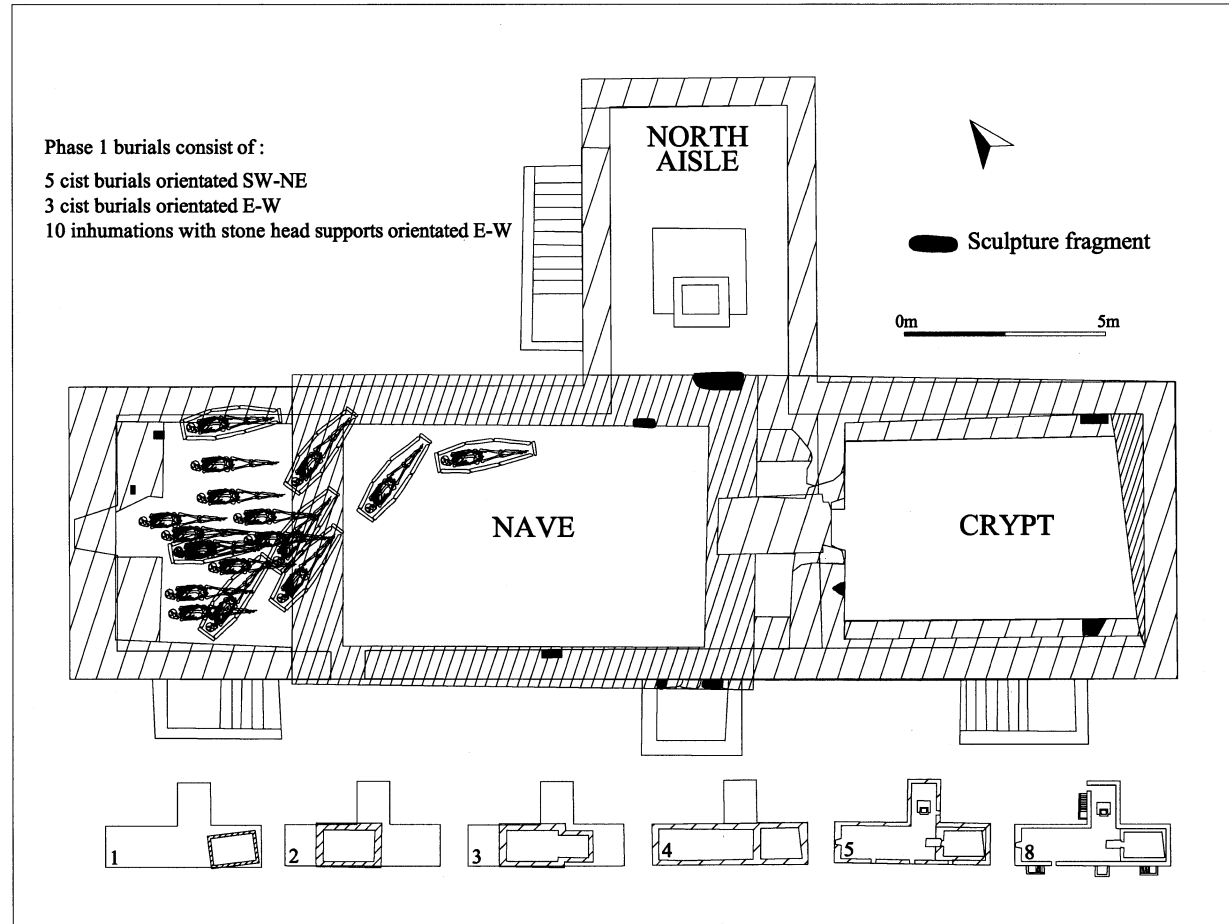 NORTH
AISLE
Phase 1 burials consist of :
5 cist burials orientated SW-NE
3 cist burials orientated E-W
10 inhumations with stone head supports orientated E-W
Sculpture fragment
0m 5m
NAVE
CRYPT
1 2 3 4 5 8